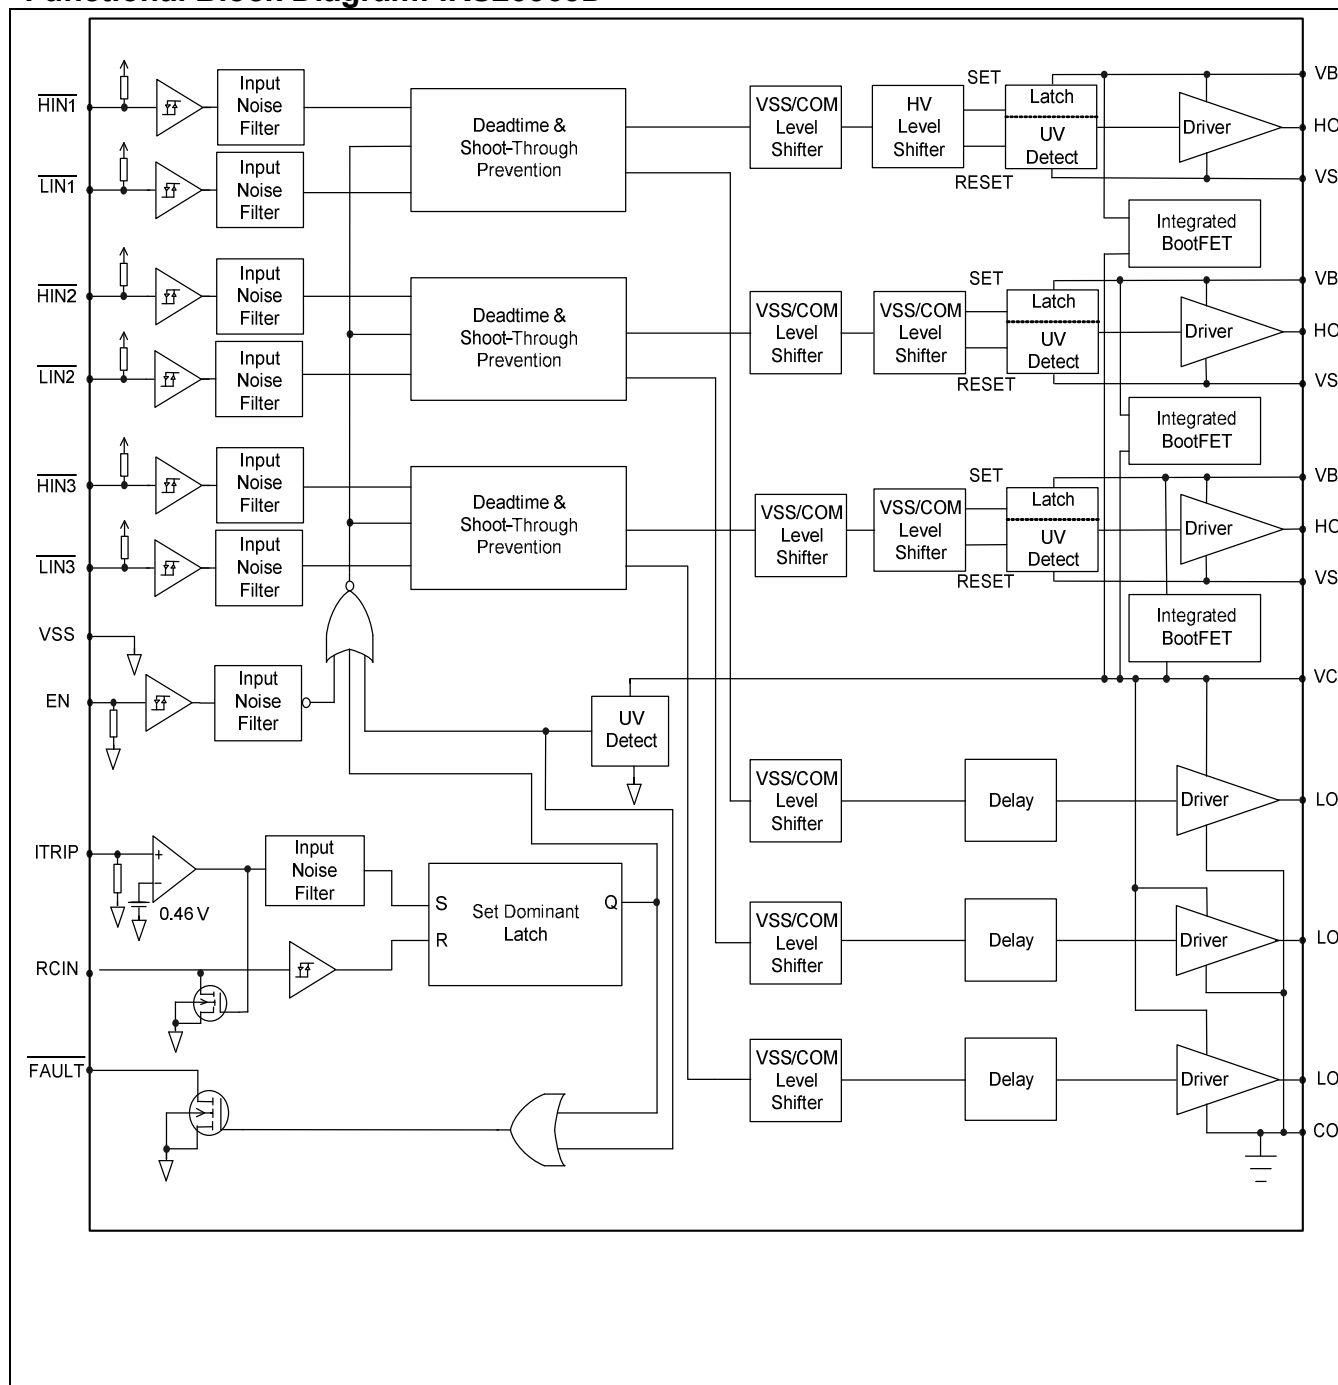 HIN1
Input
Noise
Filter
LIN1
Input
Noise
Filter
Deadtime &
Shoot-Through
Prevention
VSS/COM
Level
Shifter
HV
Level
Shifter
SET
Latch
UV
Detect
RESET
Driver
VB
HO
VS
Integrated
BootFET
HIN2
Input
Noise
Filter
LIN2
Input
Noise
Filter
Deadtime &
Shoot-Through
Prevention
VSS/COM
Level
Shifter
VSS/COM
Level
Shifter
SET
Latch
UV
Detect
RESET
Driver
VB
HO
VS
Integrated
BootFET
HIN3
Input
Noise
Filter
LIN3
Input
Noise
Filter
Deadtime &
Shoot-Through
Prevention
VSS/COM
Level
Shifter
VSS/COM
Level
Shifter
SET
Latch
UV
Detect
RESET
Driver
VB
HO
VS
Integrated
BootFET
VSS
EN
Input
Noise
Filter
UV
Detect
VC
VSS/COM
Level
Shifter
Delay
Driver
LO
ITRIP
+
−
0.46 V
Input
Noise
Filter
S
R
Set Dominant
Latch
Q
RCIN
VSS/COM
Level
Shifter
Delay
Driver
LO
FAULT
VSS/COM
Level
Shifter
Delay
Driver
LO
CO